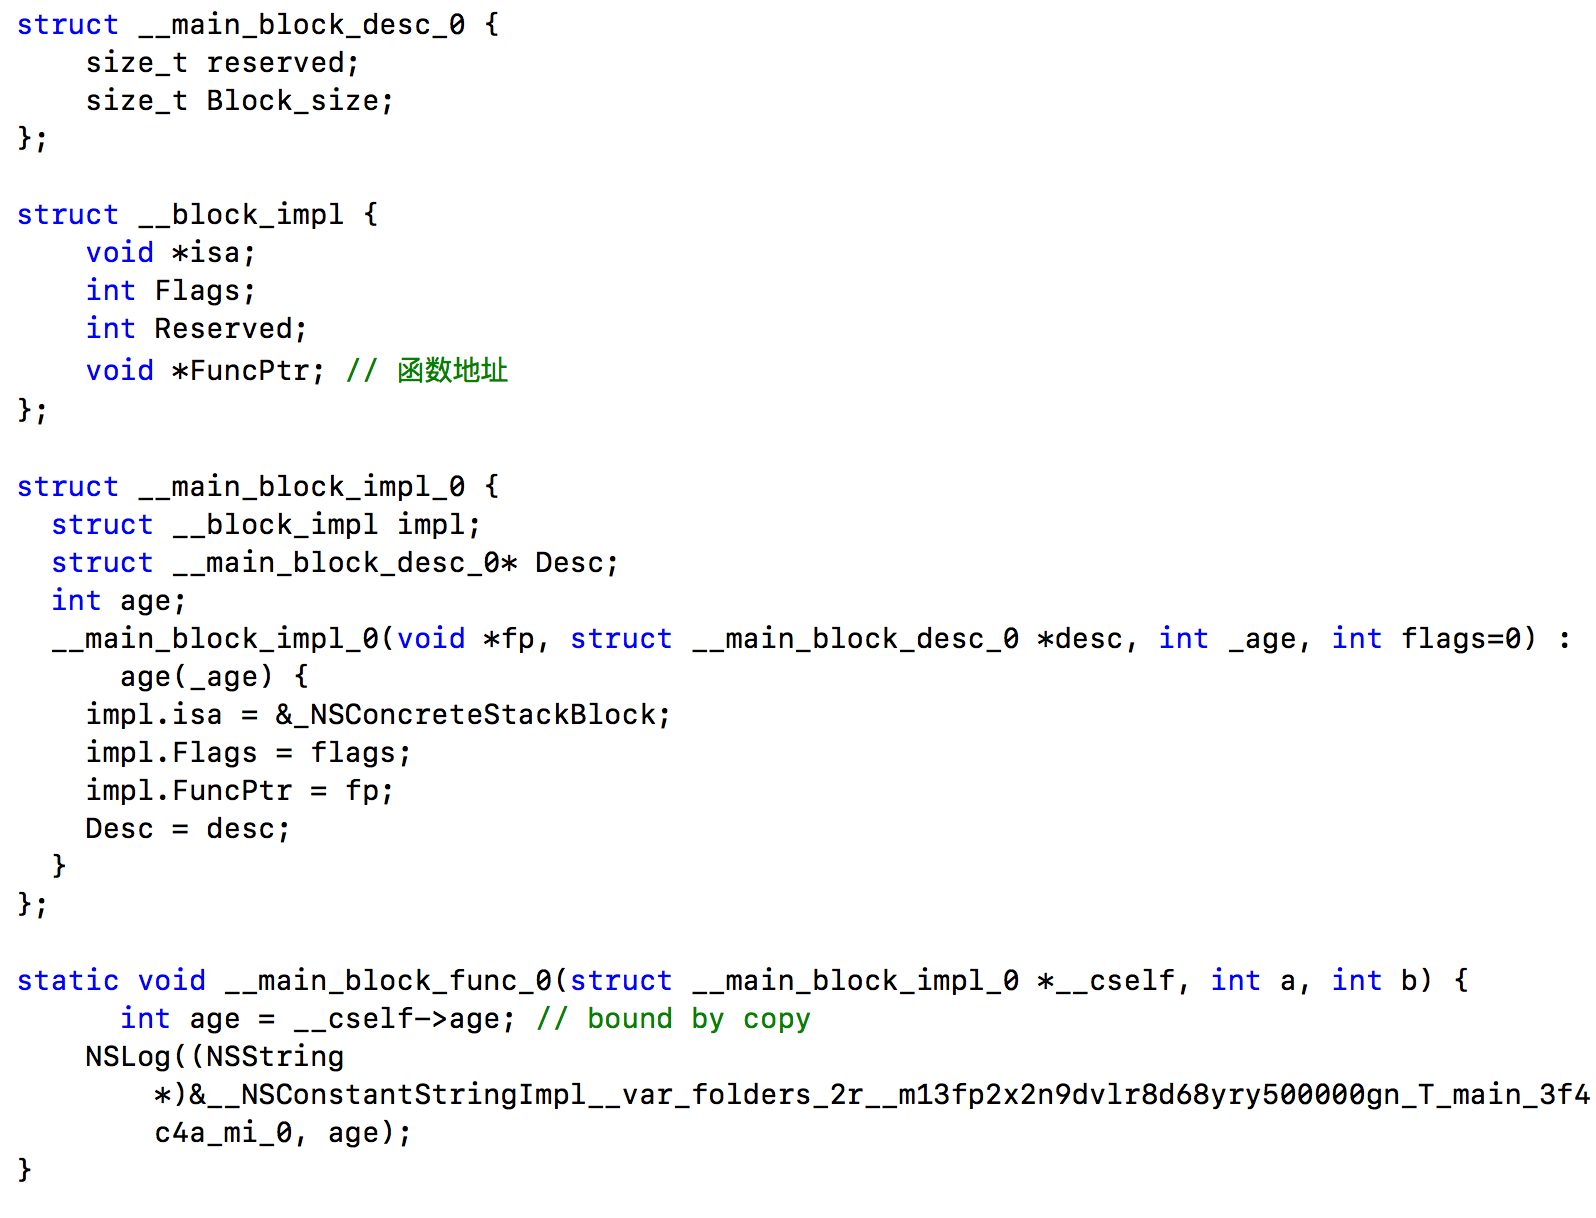 struct __main_block_desc_0 {
    size_t reserved;
    size_t Block_size;
};
struct __block_impl {
    void *isa;
    int Flags;
    int Reserved;
    void *FuncPtr; // 函数地址
};
struct __main_block_impl_0 {
  struct __block_impl impl;
  struct __main_block_desc_0* Desc;
  int age;
  __main_block_impl_0(void *fp, struct __main_block_desc_0 *desc, int _age, int flags=0) :
      age(_age) {
    impl.isa = &_NSConcreteStackBlock;
    impl.Flags = flags;
    impl.FuncPtr = fp;
    Desc = desc;
  }
};
static void __main_block_func_0(struct __main_block_impl_0 *__cself, int a, int b) {
      int age = __cself->age; // bound by copy
    NSLog((NSString
        *)&__NSConstantStringImpl__var_folders_2r__m13fp2x2n9dvlr8d68yry500000gn_T_main_3f4
        c4a_mi_0, age);
}